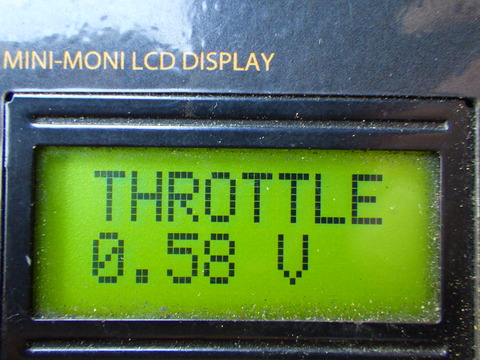 MINI-MONI LCD DISPLAY
THROTTLE
0.58 V